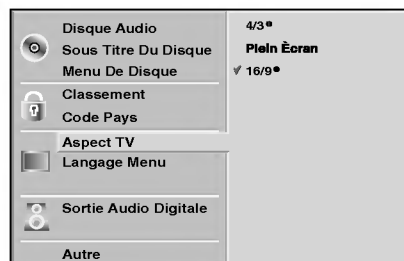 Disque Audio
Sous Titre Du Disque
Menu De Disque
Classement
Code Pays
Aspect TV
Langage Menu
Sortie Audio Digitale
Autre
4/3
Plein Ècran
16/9